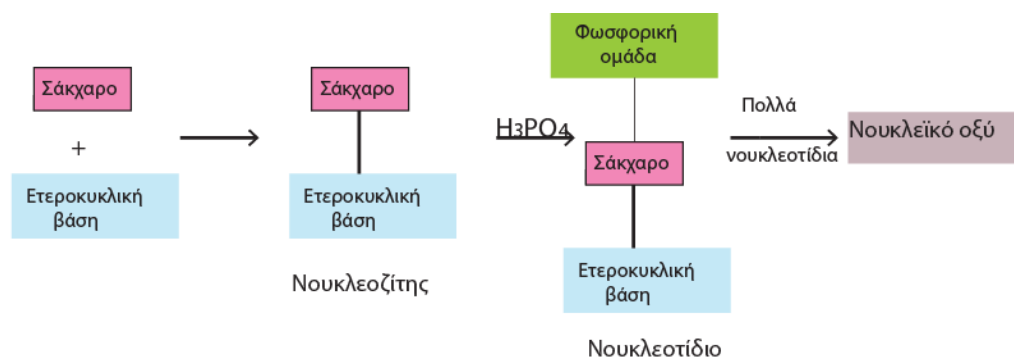 Σάκχαρο
+
Ετεροκυκλική
βάση
Σάκχαρο
Ετεροκυκλική
βάση
Νουκλεοζίτης
H3PO4
Φωσφορική
ομάδα
Σάκχαρο
Ετεροκυκλική
βάση
Νουκλεοτίδιο
Πολλά
νουκλεοτίδια
Νουκλεϊκό οξύ